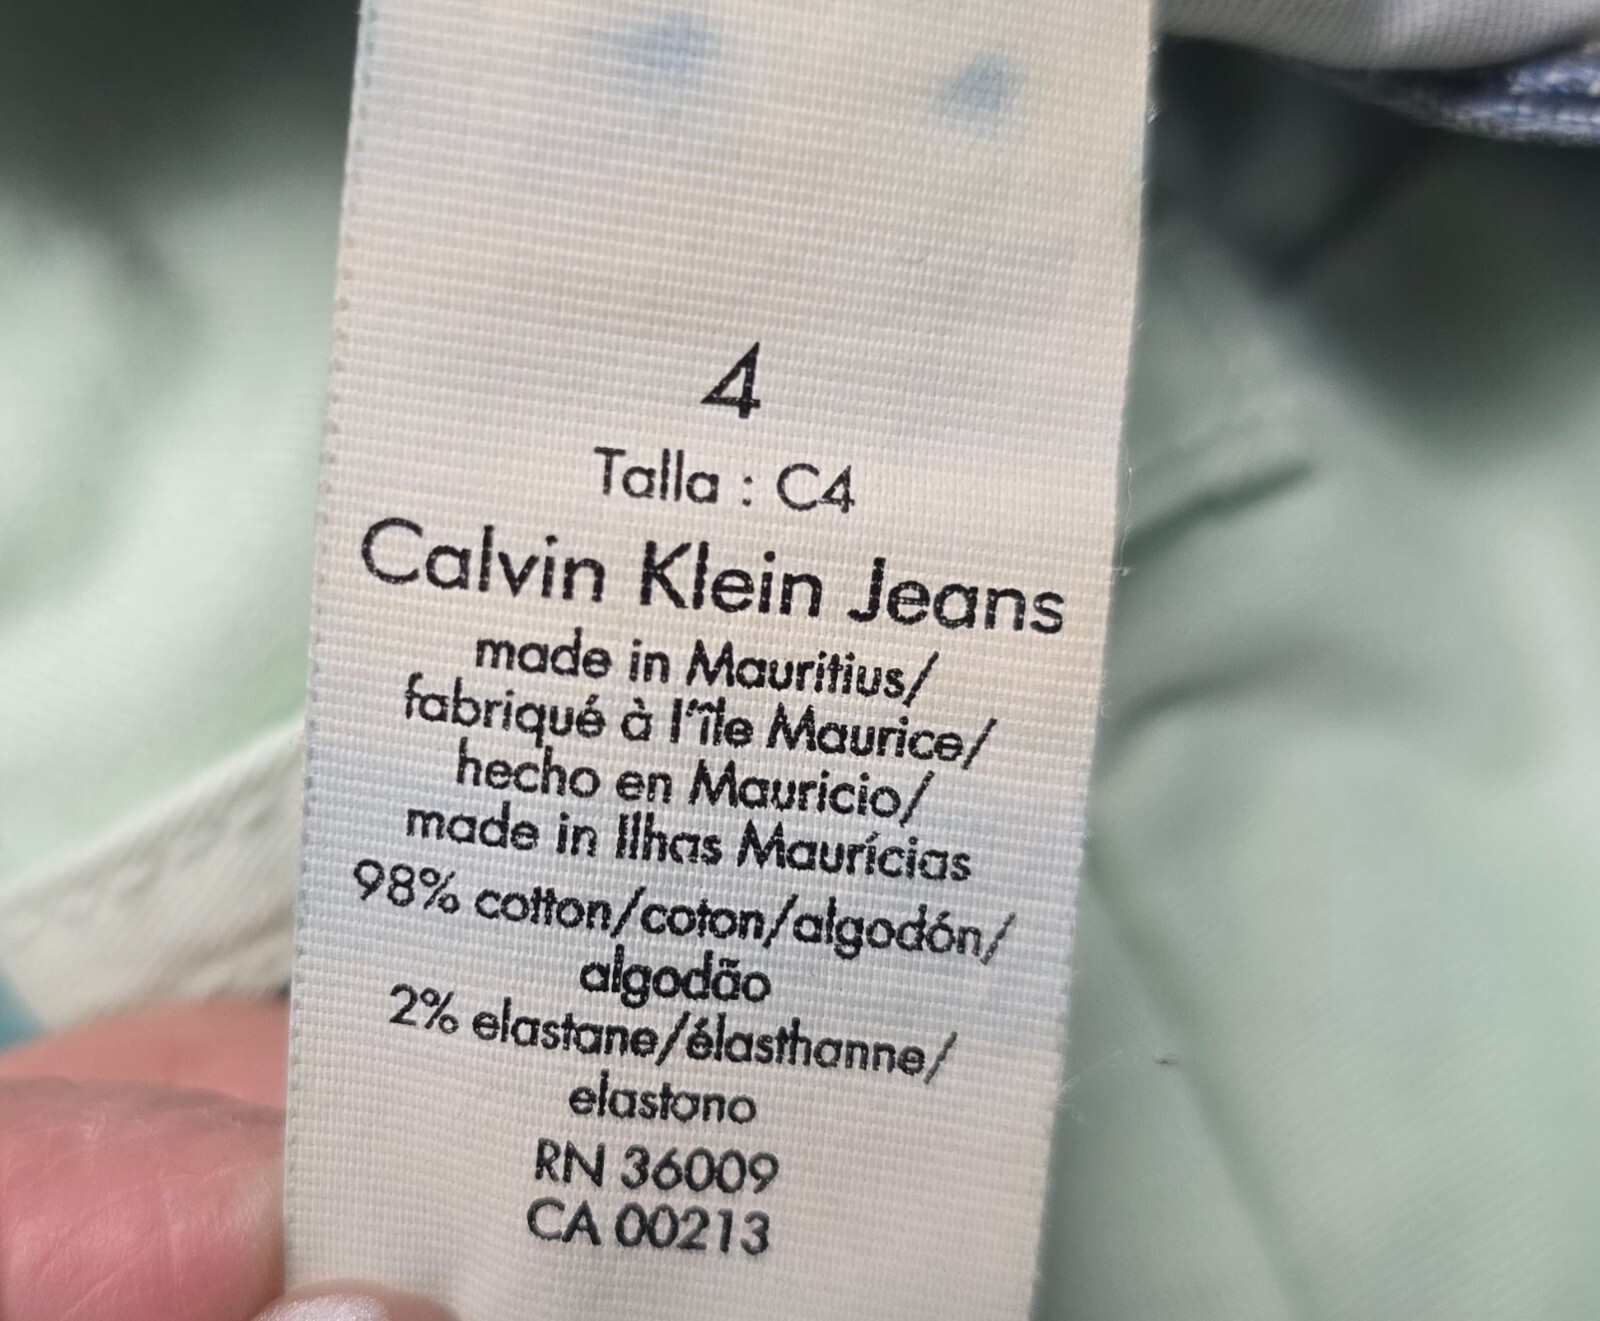 4
Talla : C4
Calvin Klein Jeans
made in Mauritius/
fabriqué à l'île Maurice/
hecho en Mauricio/
made in Ilhas Maurícias
98% cotton/coton/algodón/
algodão
2% elastane/élasthanne/
elastano
RN 36009
CA 00213